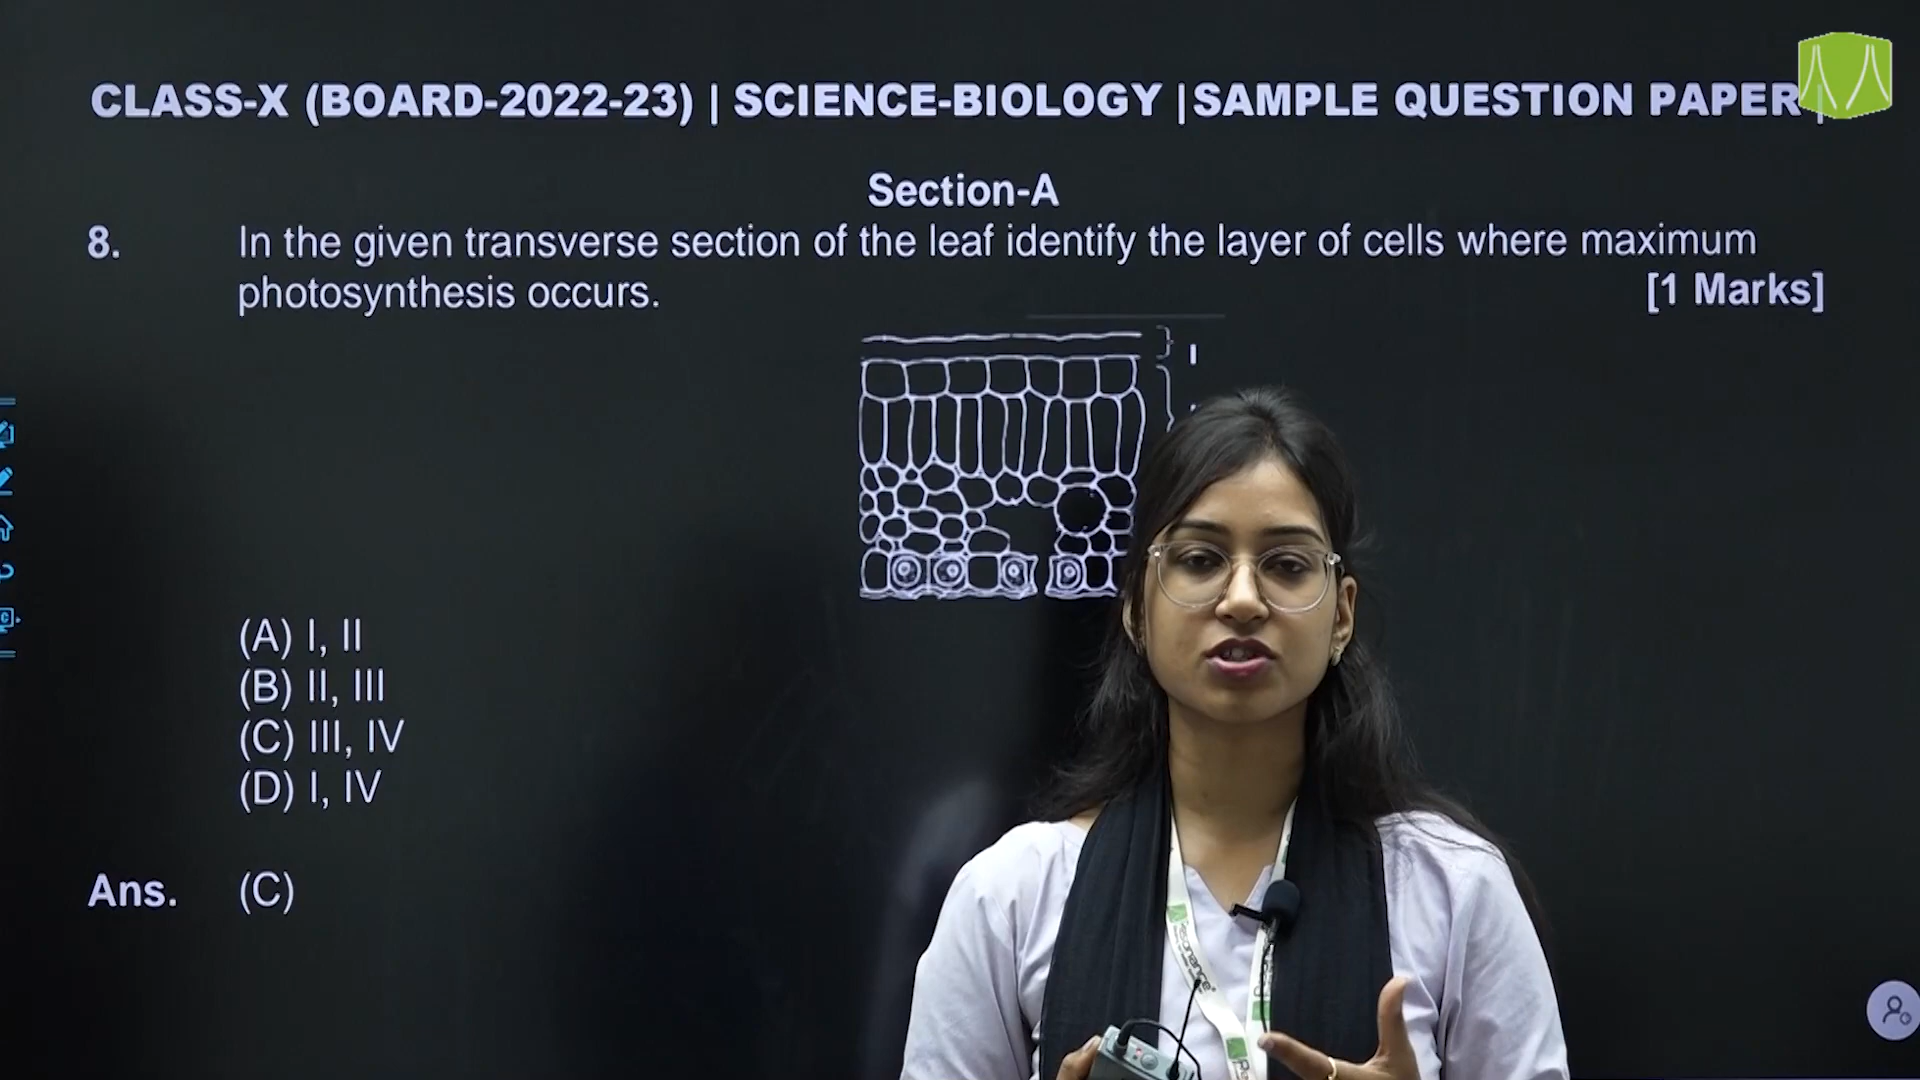 CLASS-X (BOARD-2022-23) | SCIENCE-BIOLOGY | SAMPLE QUESTION PAPER |
Section-A
8. In the given transverse section of the leaf identify the layer of cells where maximum
photosynthesis occurs. [1 Marks]
I
(A) I, II
(B) II, III
(C) III, IV
(D) I, IV
Ans. (C)